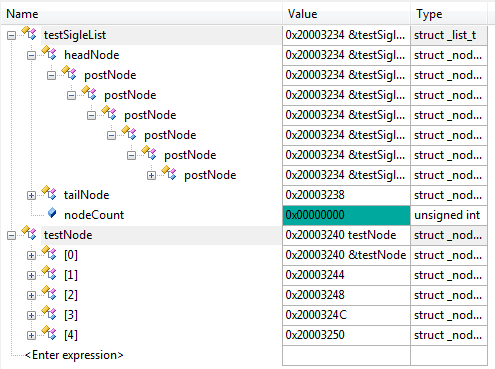 Name Value Type
testSigleList 0x20003234 &testSigl... struct _list_t
headNode 0x20003234 &testSigl... struct _nod...
postNode 0x20003234 &testSigl... struct _nod...
postNode 0x20003234 &testSigl... struct _nod...
postNode 0x20003234 &testSigl... struct _nod...
postNode 0x20003234 &testSigl... struct _nod...
postNode 0x20003234 &testSigl... struct _nod...
postNode 0x20003234 &testSigl... struct _nod...
tailNode 0x20003238 struct _nod...
nodeCount 0x00000000 unsigned int
testNode 0x20003240 testNode struct _nod...
[0] 0x20003240 &testNode struct _nod...
[1] 0x20003244 struct _nod...
[2] 0x20003248 struct _nod...
[3] 0x2000324C struct _nod...
[4] 0x20003250 struct _nod...
<Enter expression>